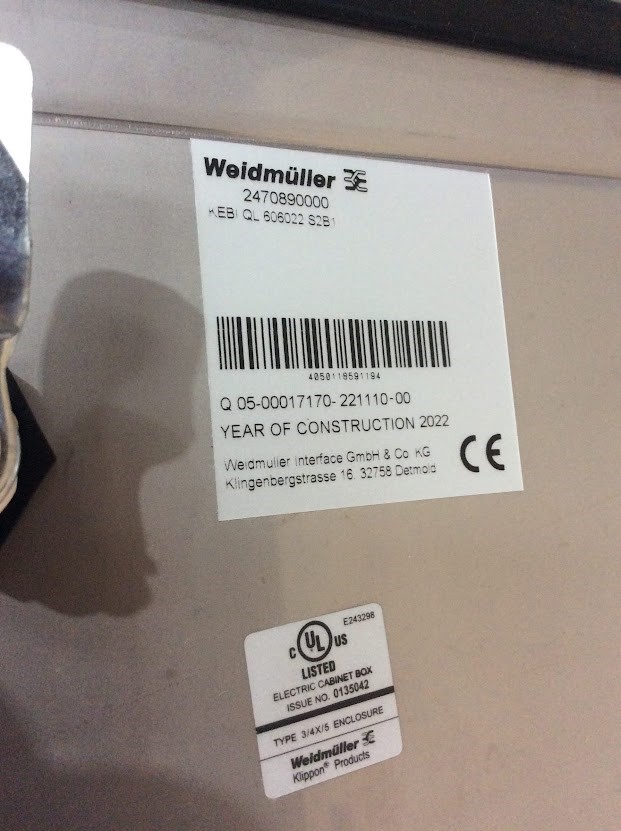 Weidmüller
2470890000
KEBI QL 606022 S2B1
4050118591194
Q 05-00017170-221110-00
YEAR OF CONSTRUCTION 2022
Weidmüller Interface GmbH & Co. KG
Klingenbergstrasse 16, 32758 Detmold
CE
E243298
C UL US
LISTED
ELECTRIC CABINET BOX
ISSUE NO. 0135042
TYPE 3/4X/5 ENCLOSURE
Weidmüller
Klippon® Products